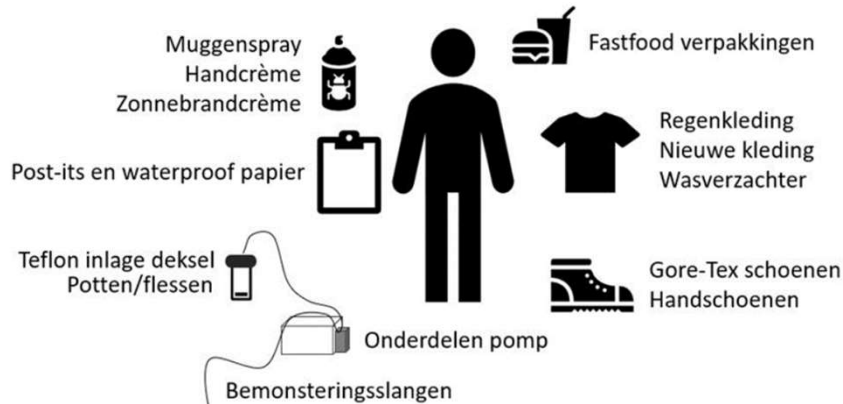 Muggenspray
Handcrème
Zonnebrandcrème
Fastfood verpakkingen
Post-its en waterproof papier
Regenkleding
Nieuwe kleding
Wasverzachter
Teflon inlage deksel
Potten/flessen
Gore-Tex schoenen
Handschoenen
Onderdelen pomp
Bemonsteringsslangen